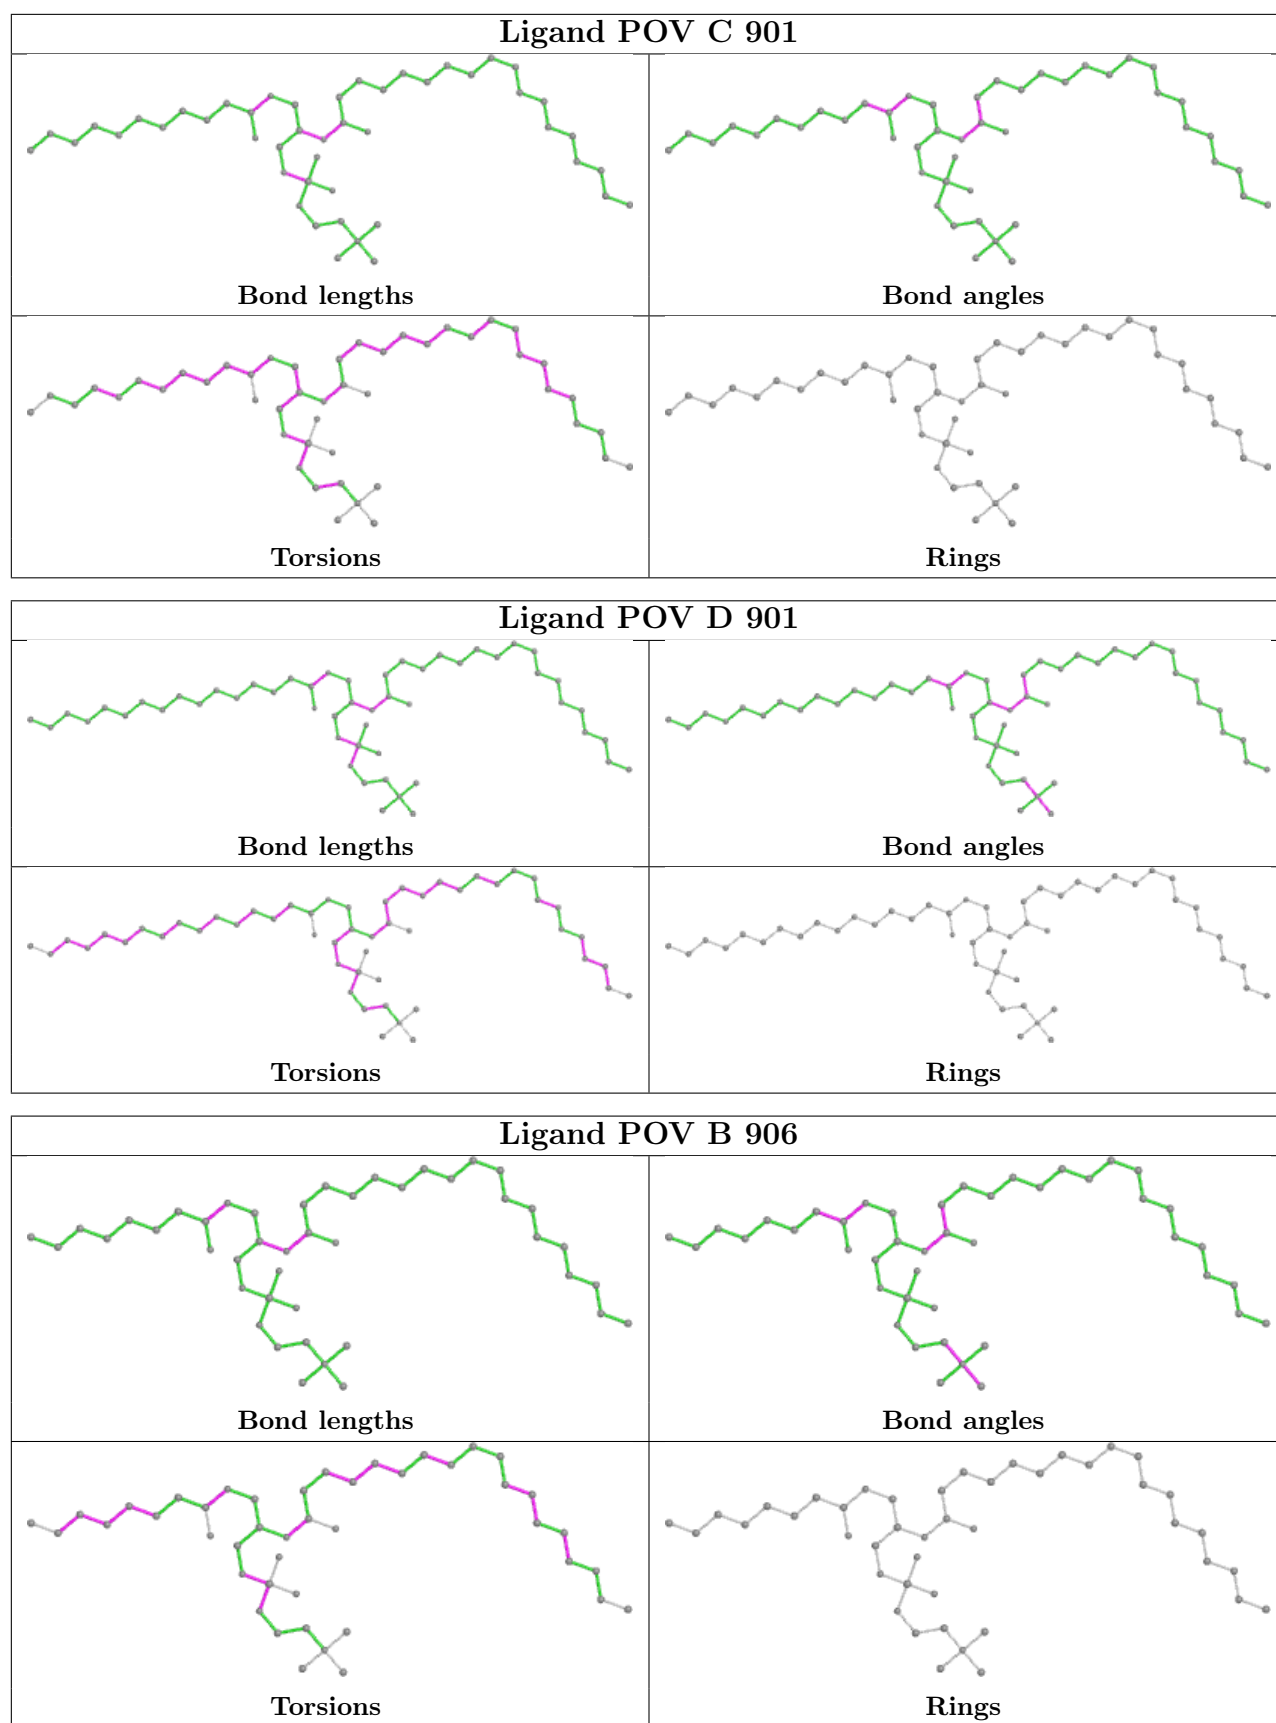 Ligand POV C 901
Bond lengths
Bond angles
Torsions
Rings
Ligand POV D 901
Bond lengths
Bond angles
Torsions
Rings
Ligand POV B 906
Bond lengths
Bond angles
Torsions
Rings